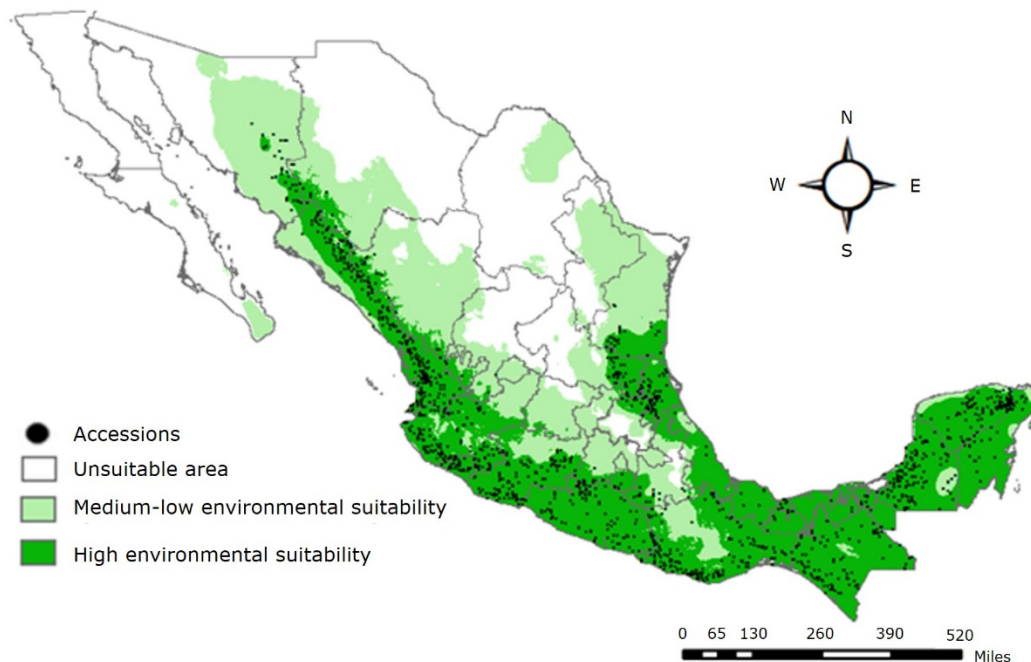 N
W E
S
Accessions
Unsuitable area
Medium-low environmental suitability
High environmental suitability
0 65 130 260 390 520
Miles